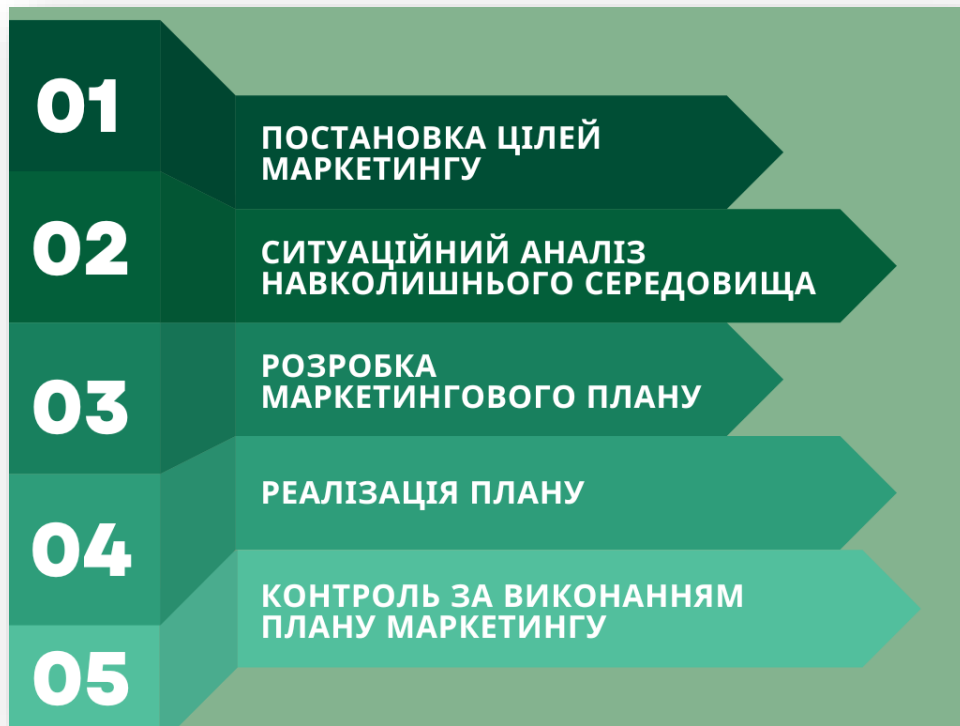 01
ПОСТАНОВКА ЦІЛЕЙ
МАРКЕТИНГУ
02
СИТУАЦІЙНИЙ АНАЛІЗ
НАВКОЛИШНЬОГО СЕРЕДОВИЩА
03
РОЗРОБКА
МАРКЕТИНГОВОГО ПЛАНУ
04
РЕАЛІЗАЦІЯ ПЛАНУ
05
КОНТРОЛЬ ЗА ВИКОНАННЯМ
ПЛАНУ МАРКЕТИНГУ